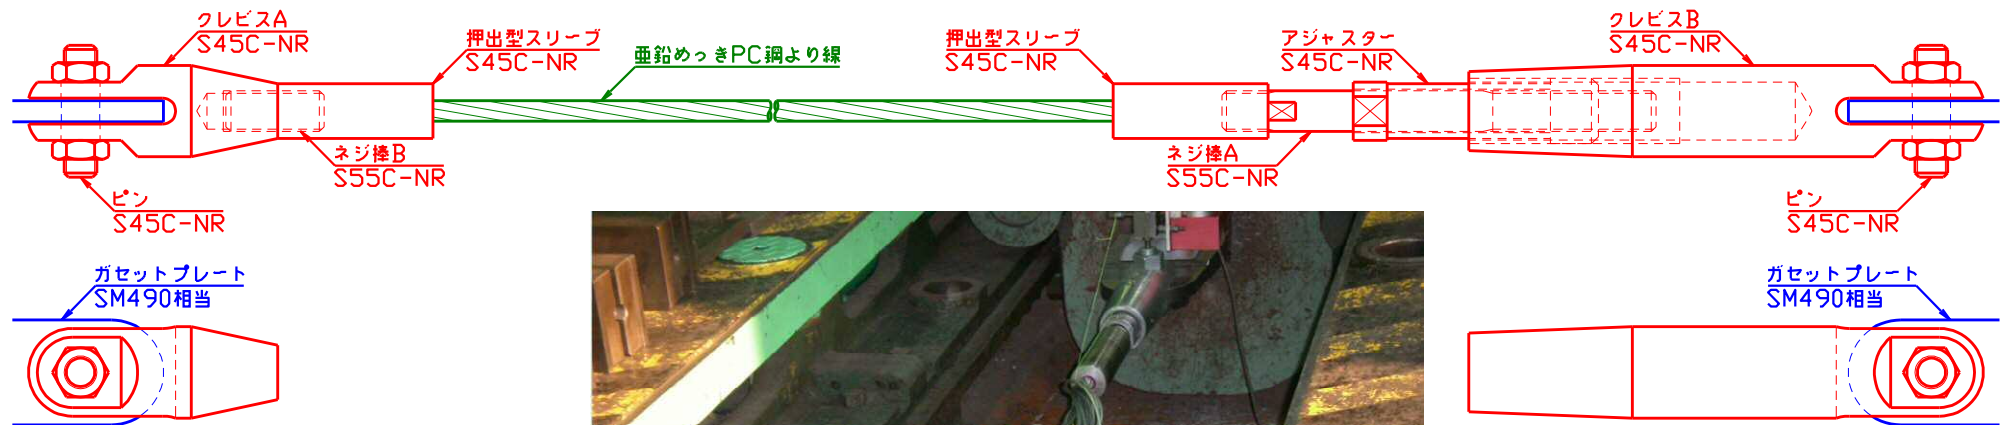 クレビスA
S45C-NR
押出型スリーブ
S45C-NR
亜鉛めっきPC鋼より線
押出型スリーブ
S45C-NR
アジャスター
S45C-NR
クレビスB
S45C-NR
ネジ棒B
S55C-NR
ネジ棒A
S55C-NR
ピン
S45C-NR
ピン
S45C-NR
ガセットプレート
SM490相当
ガセットプレート
SM490相当